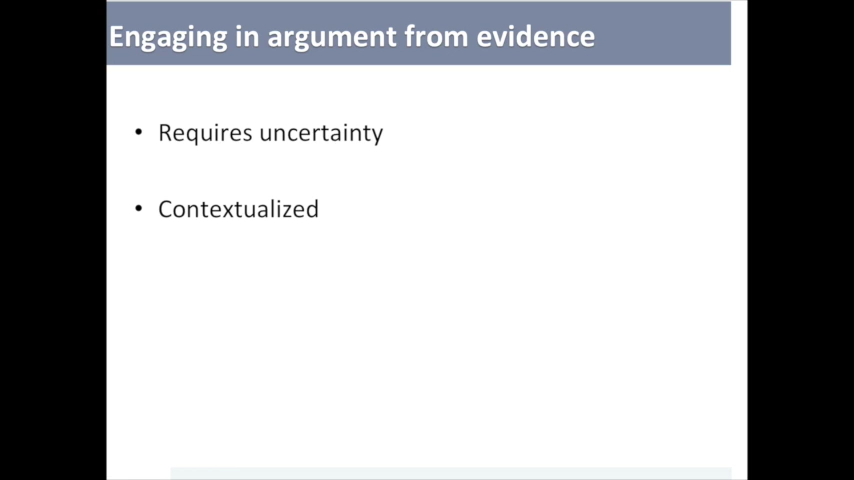 Engaging in argument from evidence
• Requires uncertainty
• Contextualized